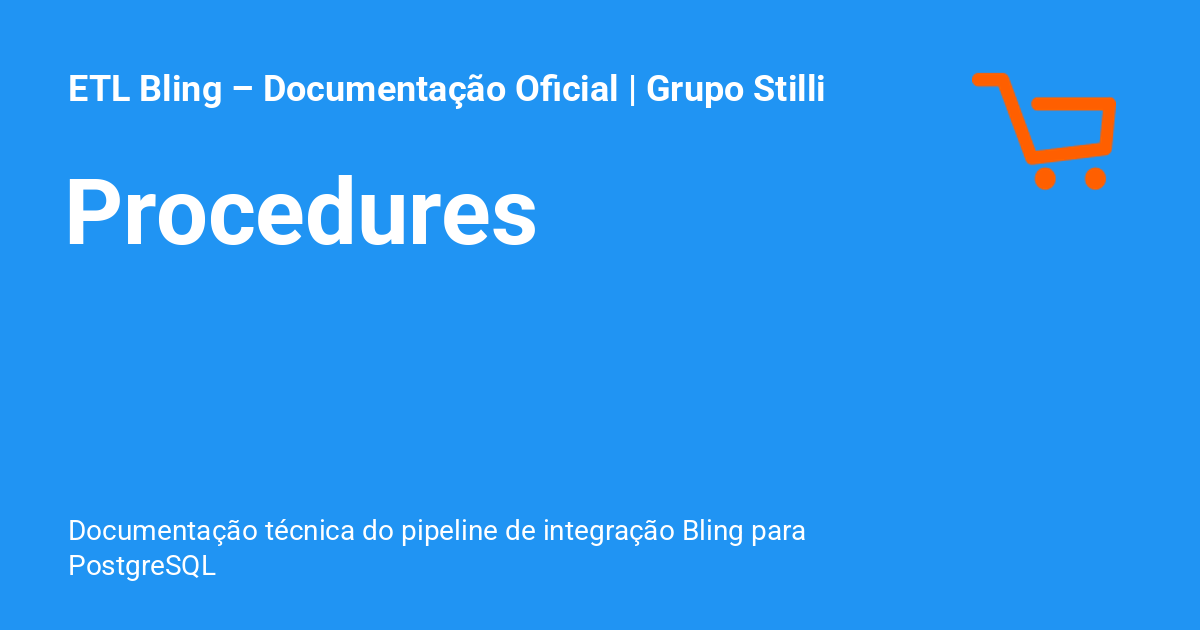 ETL Bling – Documentação Oficial | Grupo Stilli
Procedures
Documentação técnica do pipeline de integração Bling para
PostgreSQL